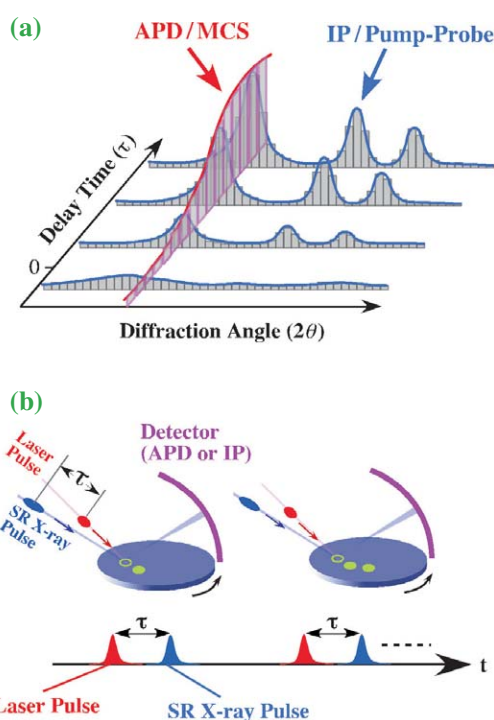 (a)
APD/MCS
IP/Pump-Probe
Delay Time (τ)
0
Diffraction Angle (2θ)
(b)
Laser
Pulse
τ
SR X-ray
Pulse
Detector
(APD or IP)
τ
τ
t
Laser Pulse
SR X-ray Pulse